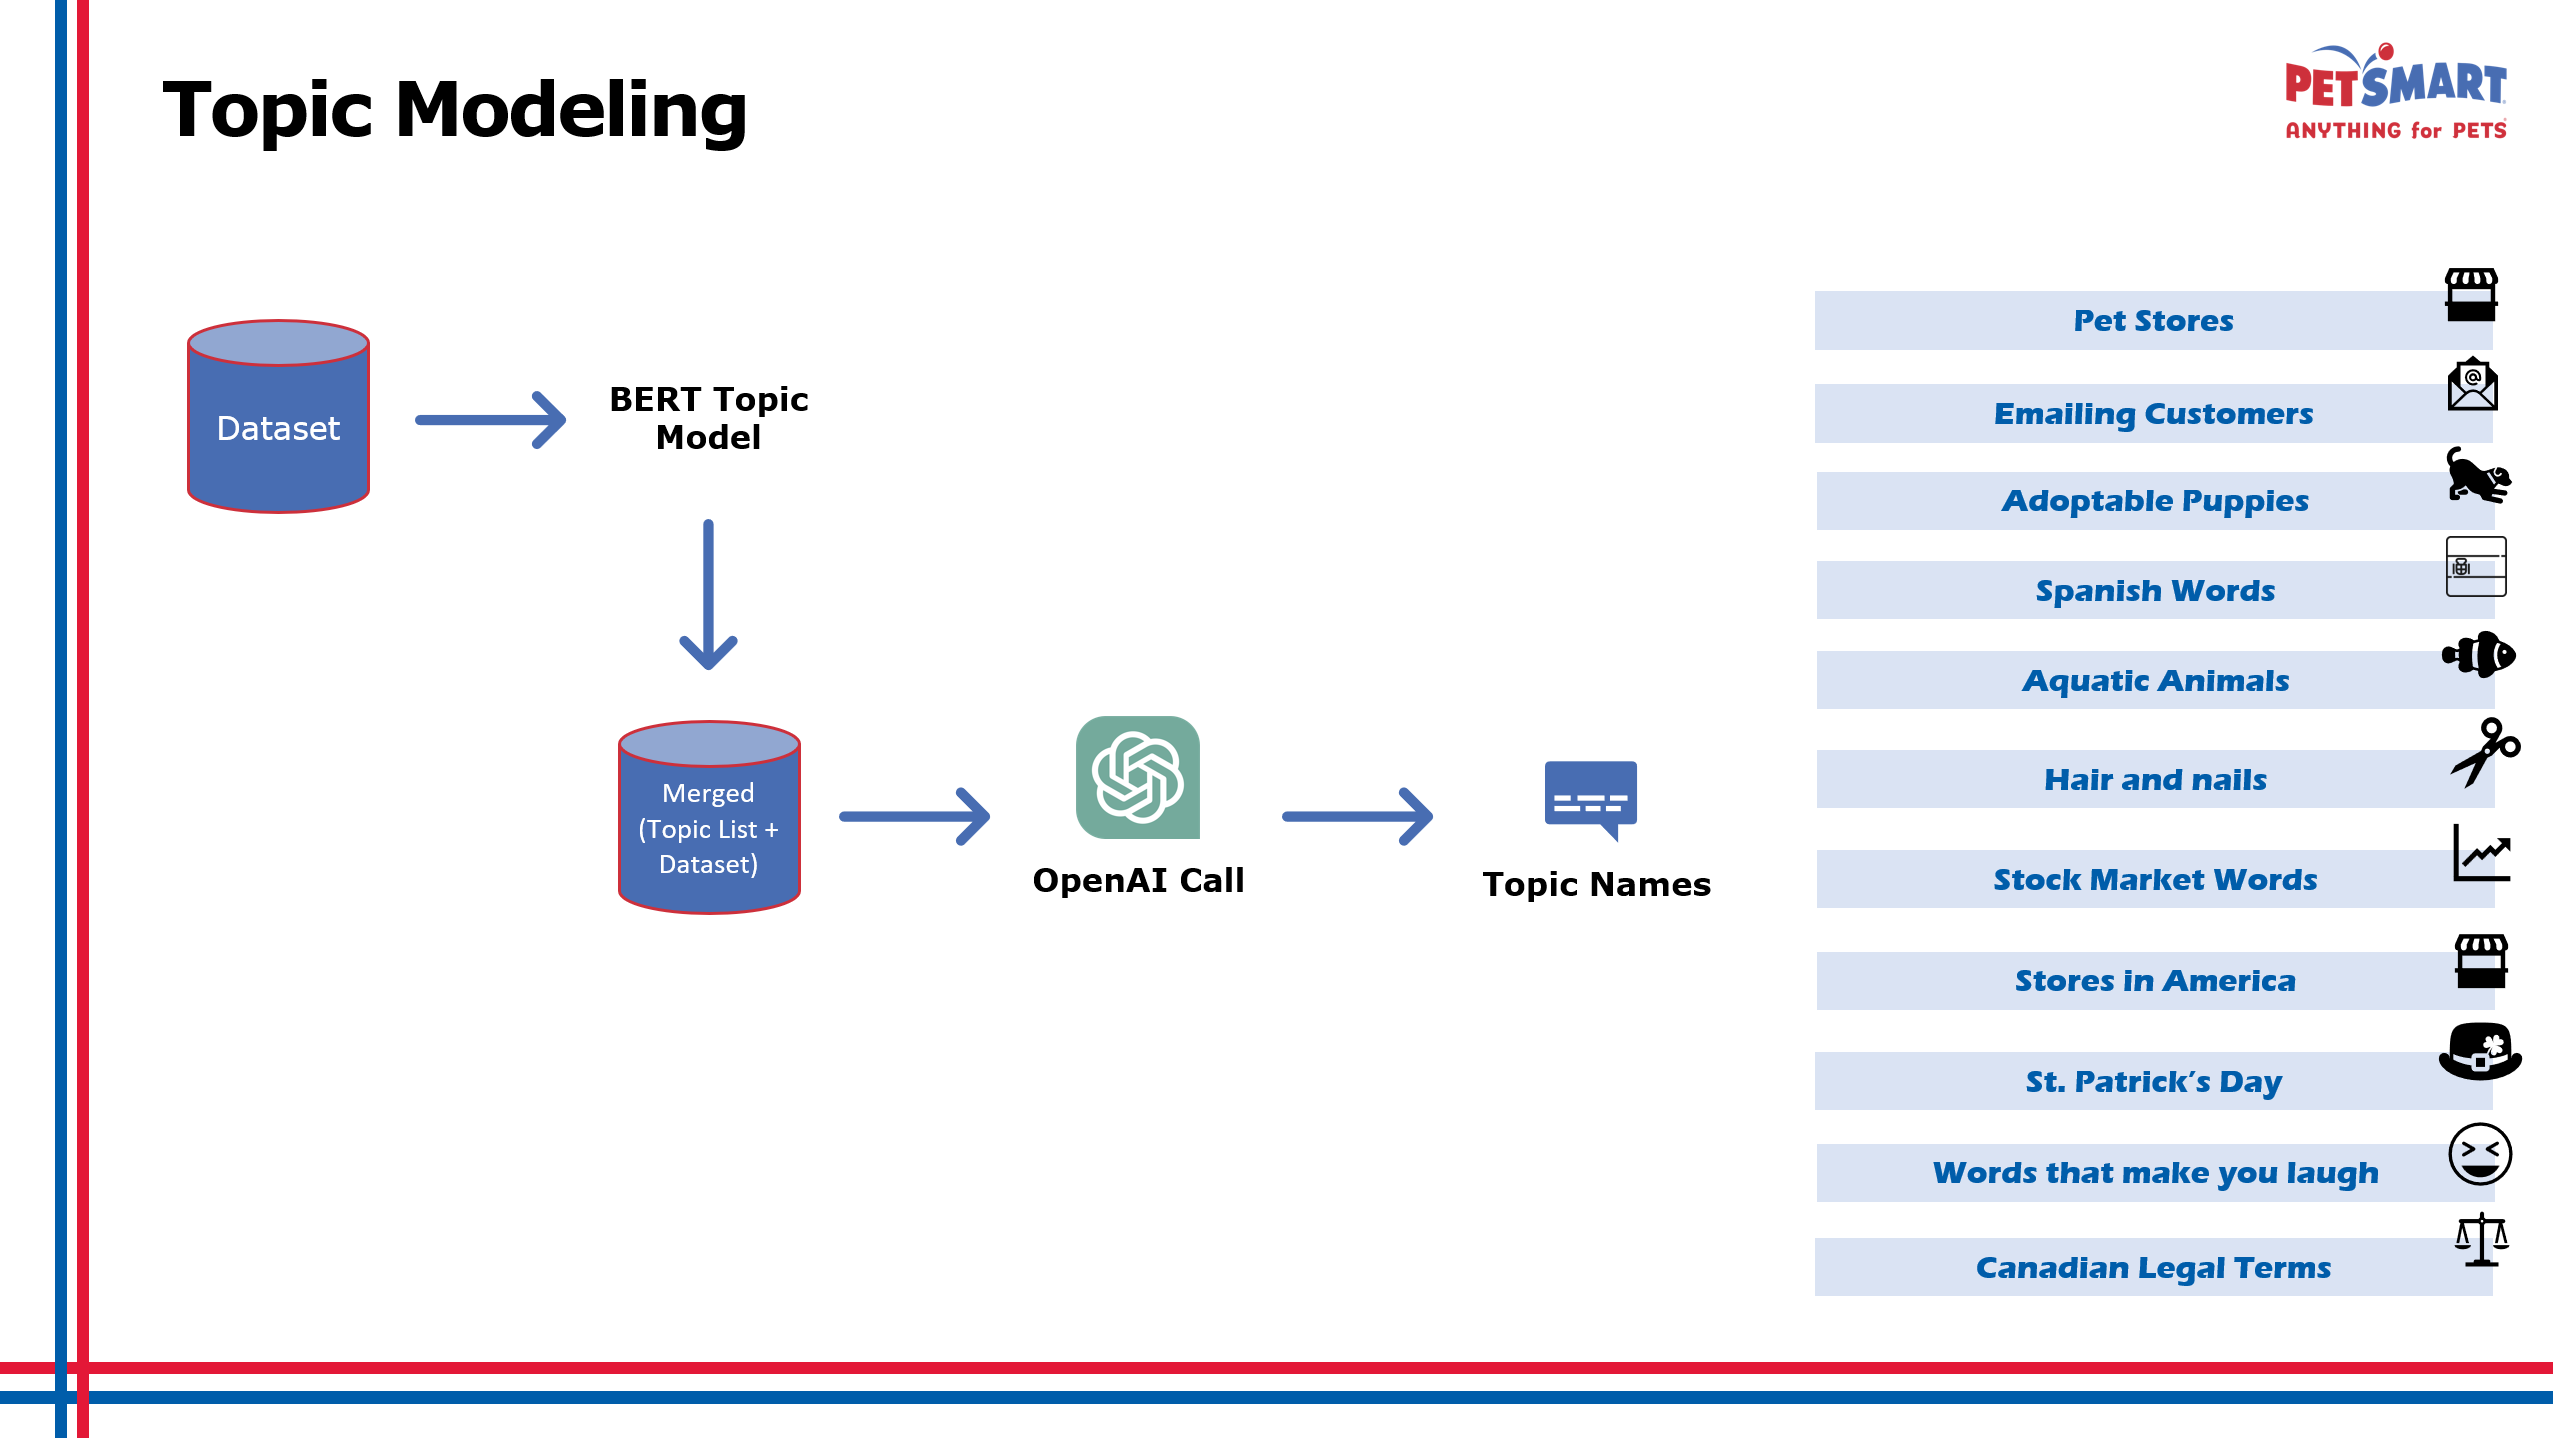 Topic Modeling
PETSMART
ANYTHING for PETS
Dataset
BERT Topic
Model
Merged
(Topic List +
Dataset)
OpenAI Call
Topic Names
Pet Stores
Emailing Customers
@
Adoptable Puppies
Spanish Words
Aquatic Animals
Hair and nails
Stock Market Words
Stores in America
St. Patrick’s Day
Words that make you laugh
Canadian Legal Terms